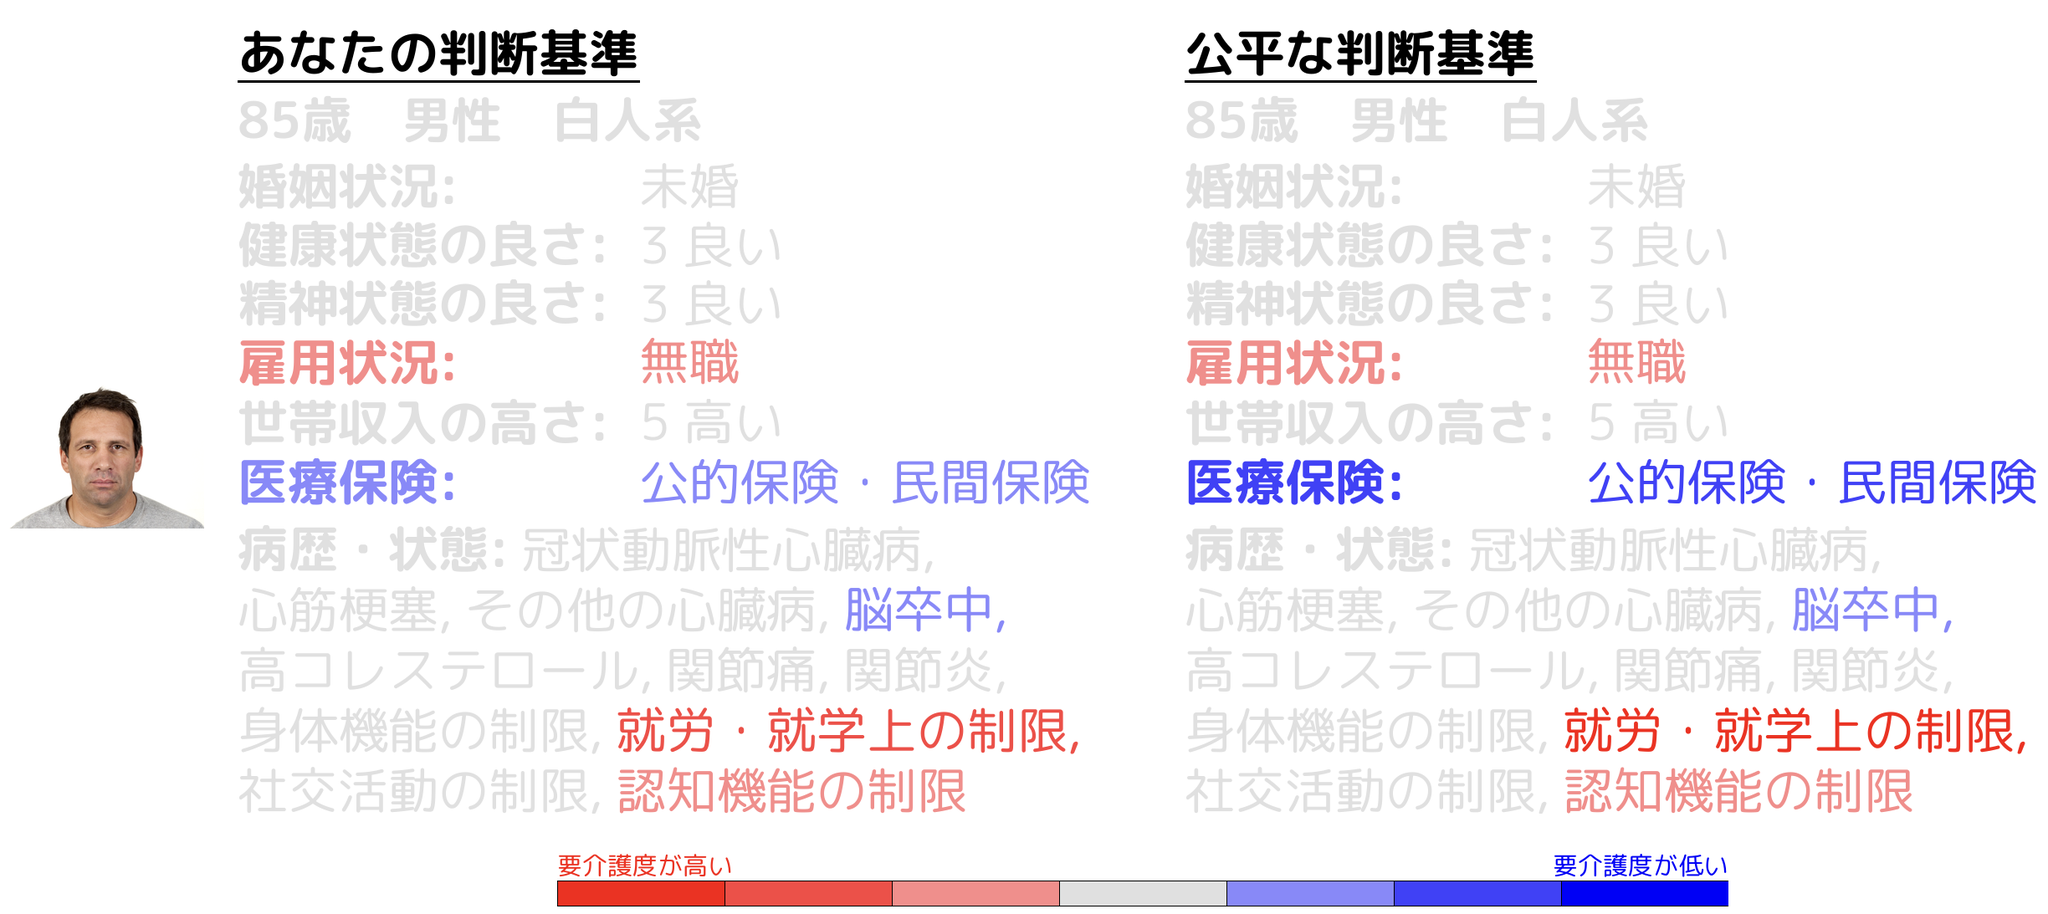 あなたの判断基準
85歳　男性　白人系
婚姻状況: 未婚
健康状態の良さ: 3 良い
精神状態の良さ: 3 良い
雇用状況: 無職
世帯収入の高さ: 5 高い
医療保険: 公的保険・民間保険
病歴・状態: 冠状動脈性心臓病,
心筋梗塞, その他の心臓病, 脳卒中,
高コレステロール, 関節痛, 関節炎,
身体機能の制限, 就労・就学上の制限,
社交活動の制限, 認知機能の制限
公平な判断基準
85歳　男性　白人系
婚姻状況: 未婚
健康状態の良さ: 3 良い
精神状態の良さ: 3 良い
雇用状況: 無職
世帯収入の高さ: 5 高い
医療保険: 公的保険・民間保険
病歴・状態: 冠状動脈性心臓病,
心筋梗塞, その他の心臓病, 脳卒中,
高コレステロール, 関節痛, 関節炎,
身体機能の制限, 就労・就学上の制限,
社交活動の制限, 認知機能の制限
要介護度が高い
要介護度が低い